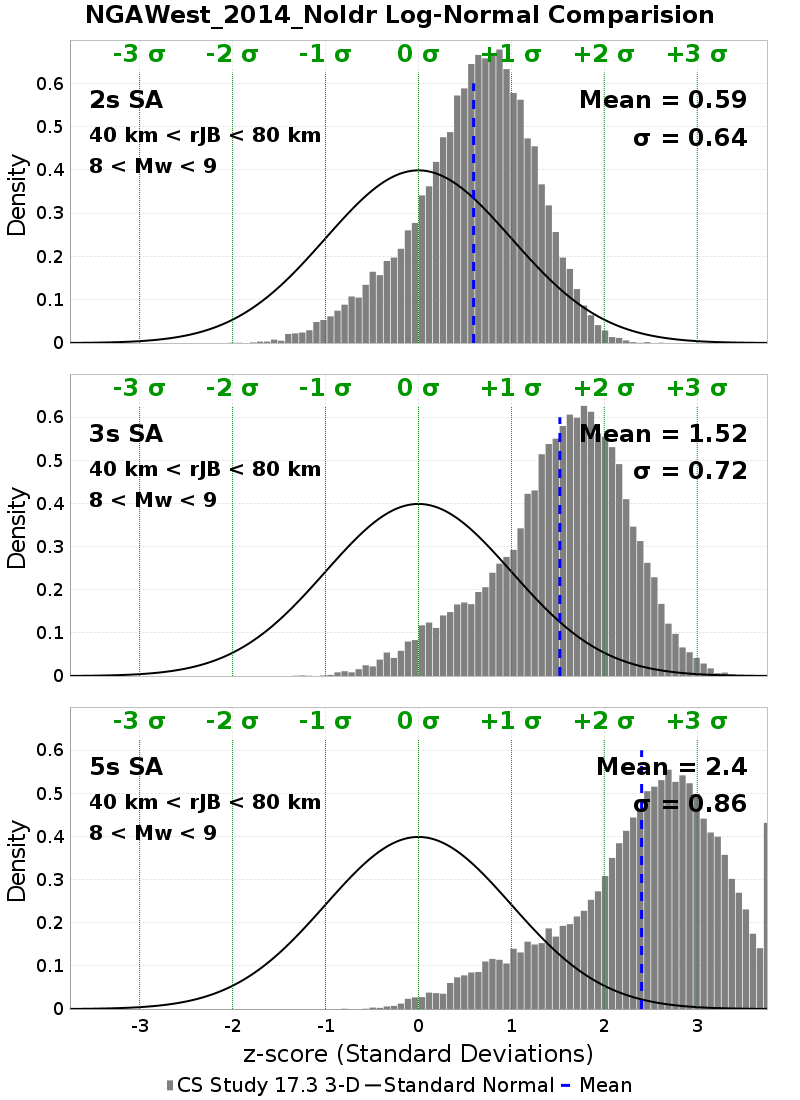 NGAWest_2014_NoIdr Log-Normal Comparision
-3 σ -2 σ -1 σ 0 σ +1 σ +2 σ +3 σ
2s SA
Mean = 0.59
40 km < rJB < 80 km
σ = 0.64
8 < Mw < 9
Density
0.6
0.5
0.4
0.3
0.2
0.1
0
-3 σ -2 σ -1 σ 0 σ +1 σ +2 σ +3 σ
3s SA
Mean = 1.52
40 km < rJB < 80 km
σ = 0.72
8 < Mw < 9
Density
0.6
0.5
0.4
0.3
0.2
0.1
0
-3 σ -2 σ -1 σ 0 σ +1 σ +2 σ +3 σ
5s SA
Mean = 2.4
40 km < rJB < 80 km
σ = 0.86
8 < Mw < 9
Density
0.6
0.5
0.4
0.3
0.2
0.1
0
-3 -2 -1 0 1 2 3
z-score (Standard Deviations)
CS Study 17.3 3-D Standard Normal Mean